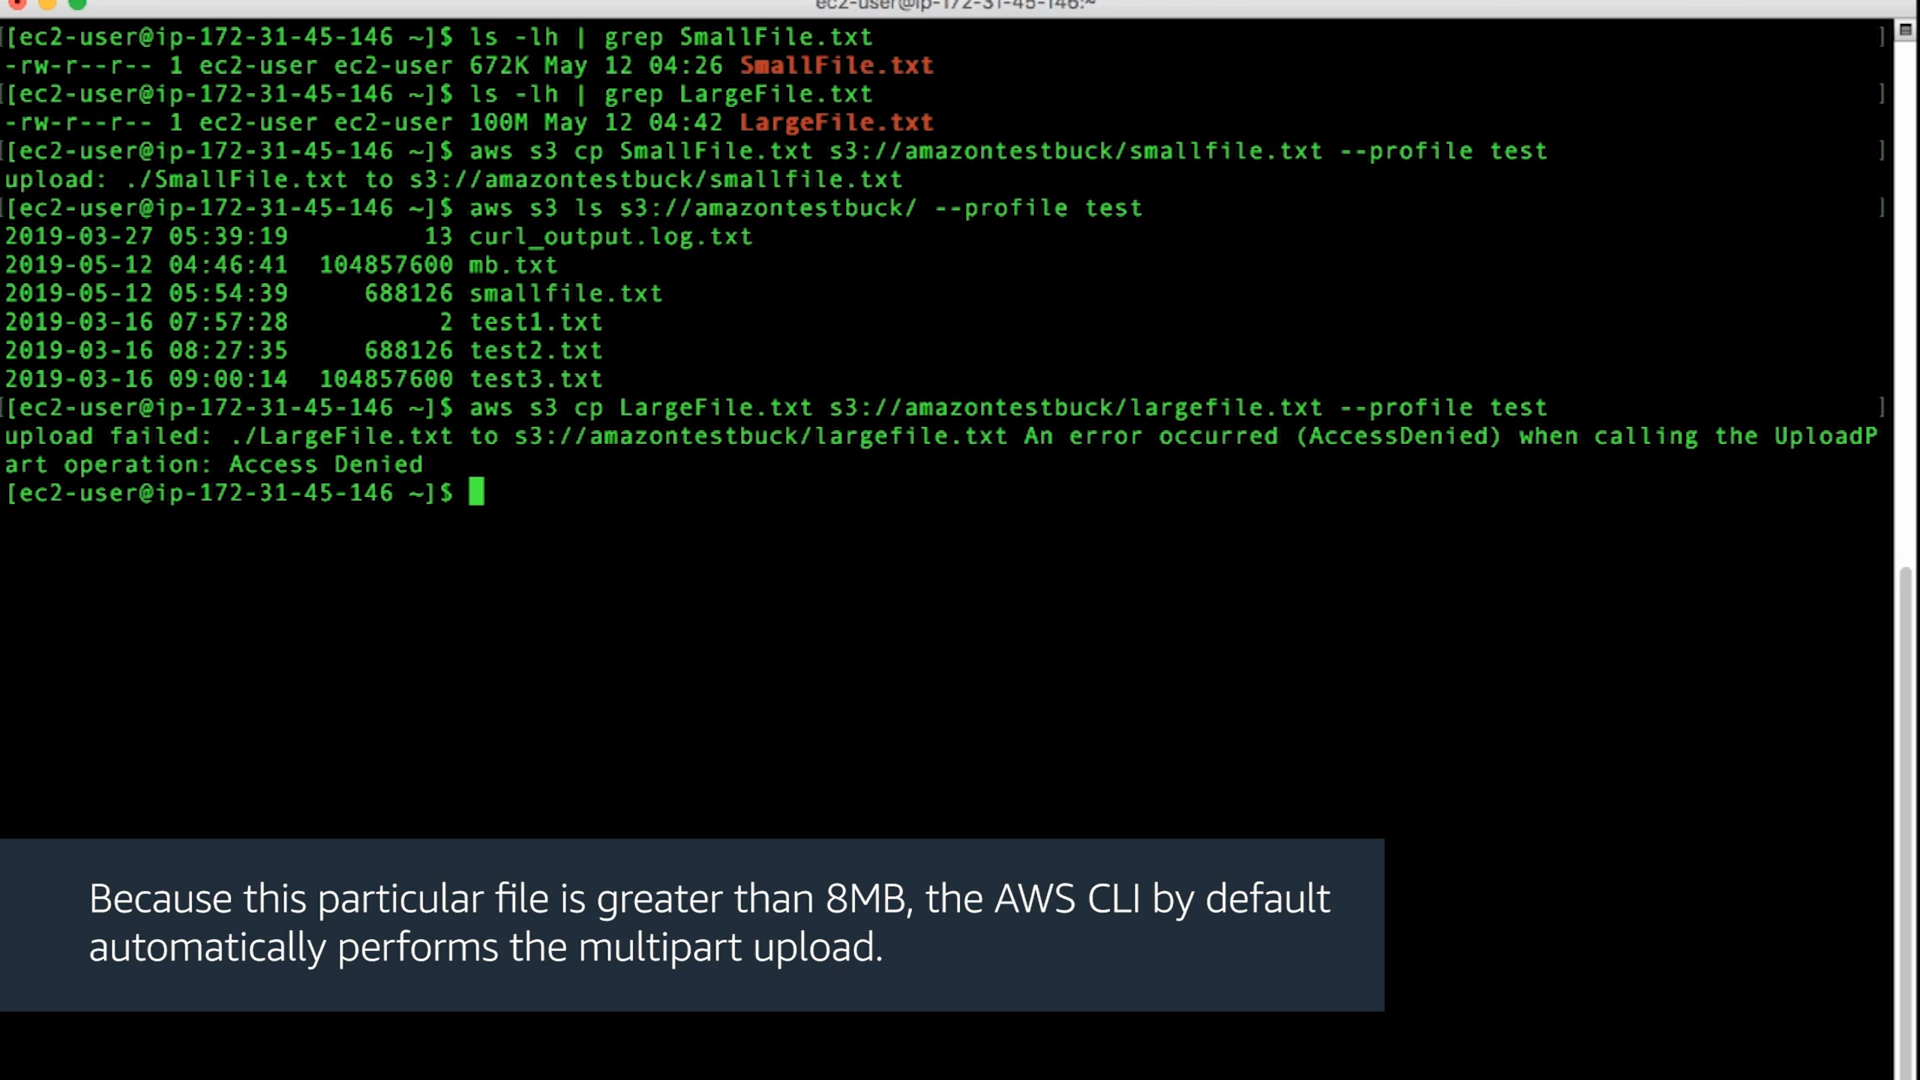 ec2-user@ip-172-31-45-146:~
[ec2-user@ip-172-31-45-146 ~]$ ls -lh | grep SmallFile.txt ]
-rw-r--r-- 1 ec2-user ec2-user 672K May 12 04:26 SmallFile.txt
[ec2-user@ip-172-31-45-146 ~]$ ls -lh | grep LargeFile.txt ]
-rw-r--r-- 1 ec2-user ec2-user 100M May 12 04:42 LargeFile.txt
[ec2-user@ip-172-31-45-146 ~]$ aws s3 cp SmallFile.txt s3://amazontestbuck/smallfile.txt --profile test ]
upload: ./SmallFile.txt to s3://amazontestbuck/smallfile.txt
[ec2-user@ip-172-31-45-146 ~]$ aws s3 ls s3://amazontestbuck/ --profile test ]
2019-03-27 05:39:19         13 curl_output.log.txt
2019-05-12 04:46:41  104857600 mb.txt
2019-05-12 05:54:39     688126 smallfile.txt
2019-03-16 07:57:28          2 test1.txt
2019-03-16 08:27:35     688126 test2.txt
2019-03-16 09:00:14  104857600 test3.txt
[ec2-user@ip-172-31-45-146 ~]$ aws s3 cp LargeFile.txt s3://amazontestbuck/largefile.txt --profile test ]
upload failed: ./LargeFile.txt to s3://amazontestbuck/largefile.txt An error occurred (AccessDenied) when calling the UploadP
art operation: Access Denied
[ec2-user@ip-172-31-45-146 ~]$
Because this particular file is greater than 8MB, the AWS CLI by default
automatically performs the multipart upload.